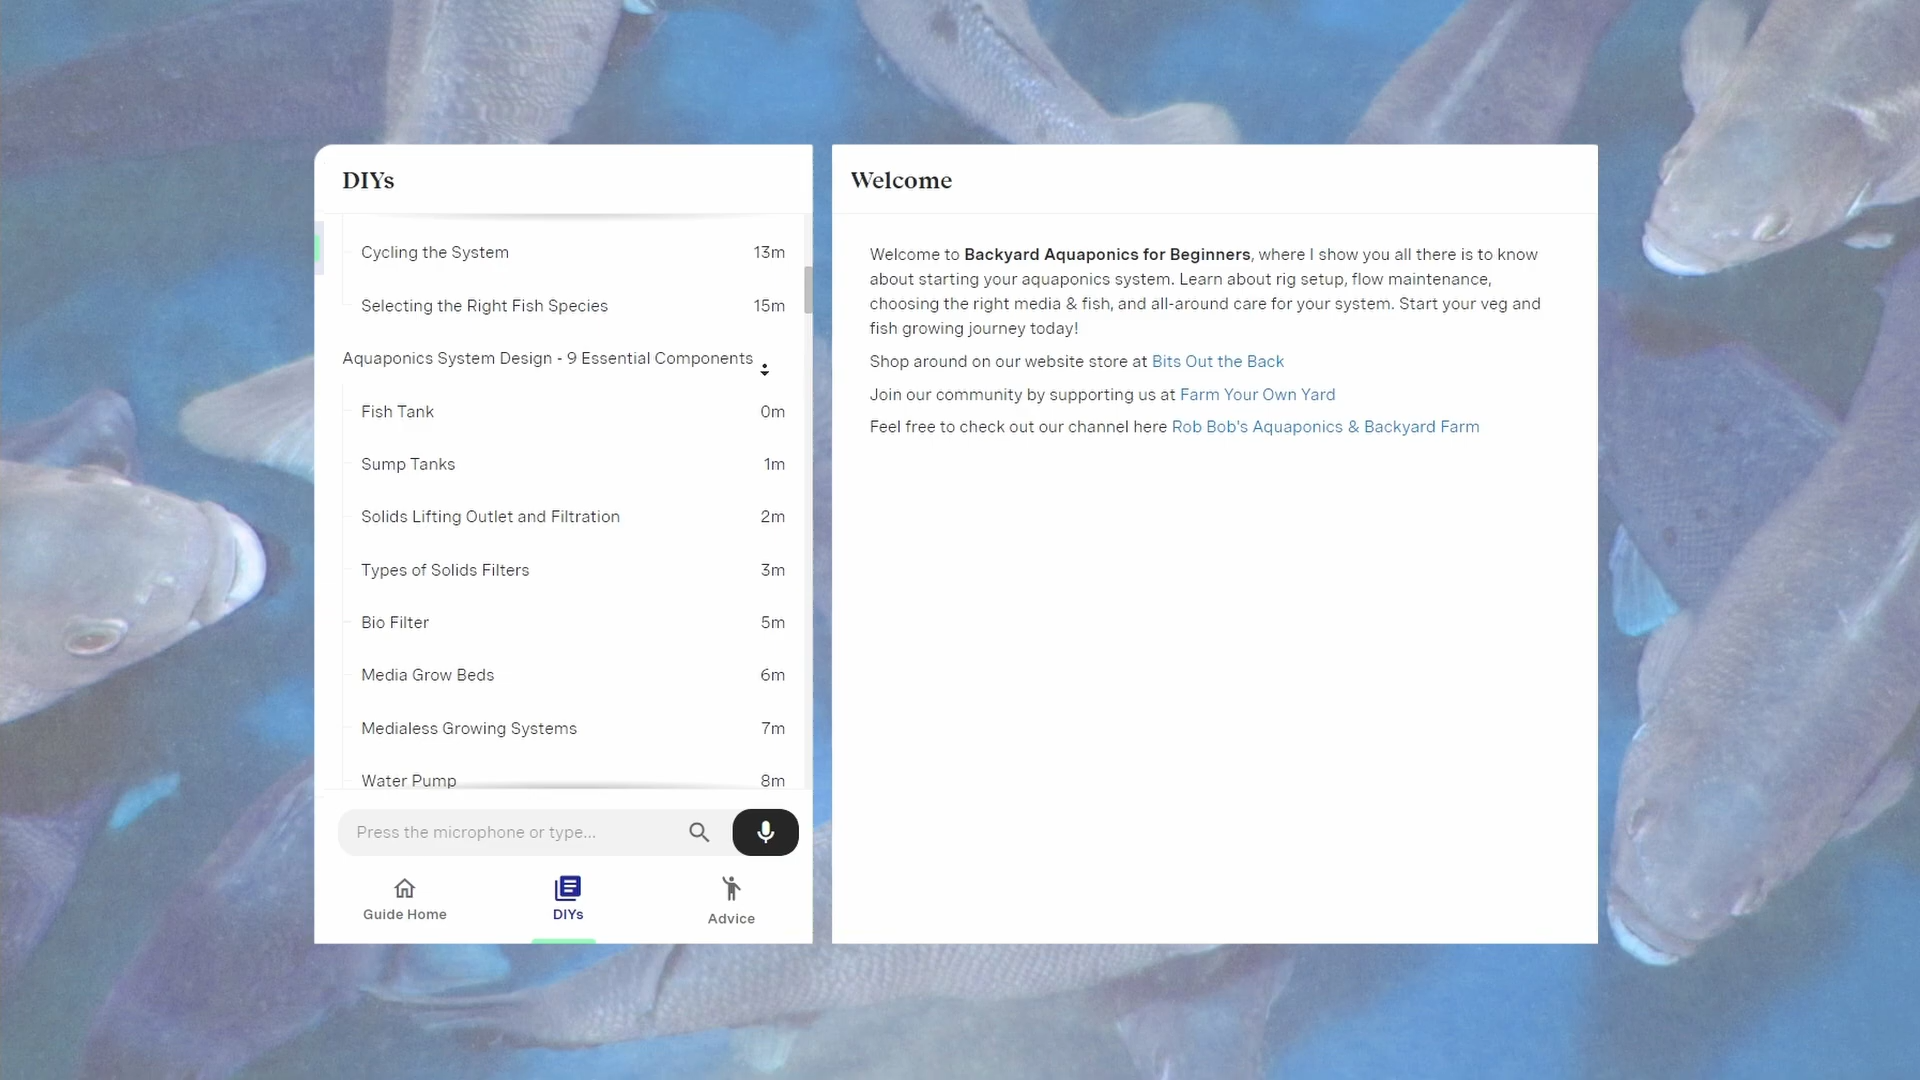 DIYs
Cycling the System 13m
Selecting the Right Fish Species 15m
Aquaponics System Design - 9 Essential Components
Fish Tank 0m
Sump Tanks 1m
Solids Lifting Outlet and Filtration 2m
Types of Solids Filters 3m
Bio Filter 5m
Media Grow Beds 6m
Medialess Growing Systems 7m
Water Pump 8m
Press the microphone or type...
Guide Home
DIYs
Advice
Welcome
Welcome to Backyard Aquaponics for Beginners, where I show you all there is to know
about starting your aquaponics system. Learn about rig setup, flow maintenance,
choosing the right media & fish, and all-around care for your system. Start your veg and
fish growing journey today!
Shop around on our website store at Bits Out the Back
Join our community by supporting us at Farm Your Own Yard
Feel free to check out our channel here Rob Bob's Aquaponics & Backyard Farm